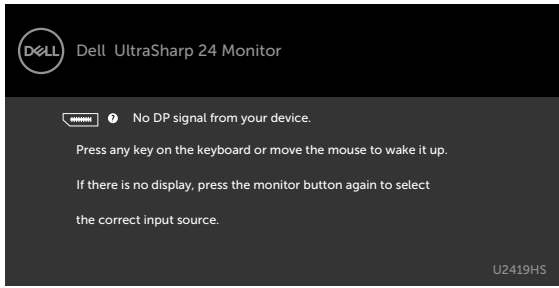 DELL
Dell UltraSharp 24 Monitor
? No DP signal from your device.
Press any key on the keyboard or move the mouse to wake it up.
If there is no display, press the monitor button again to select
the correct input source.
U2419HS